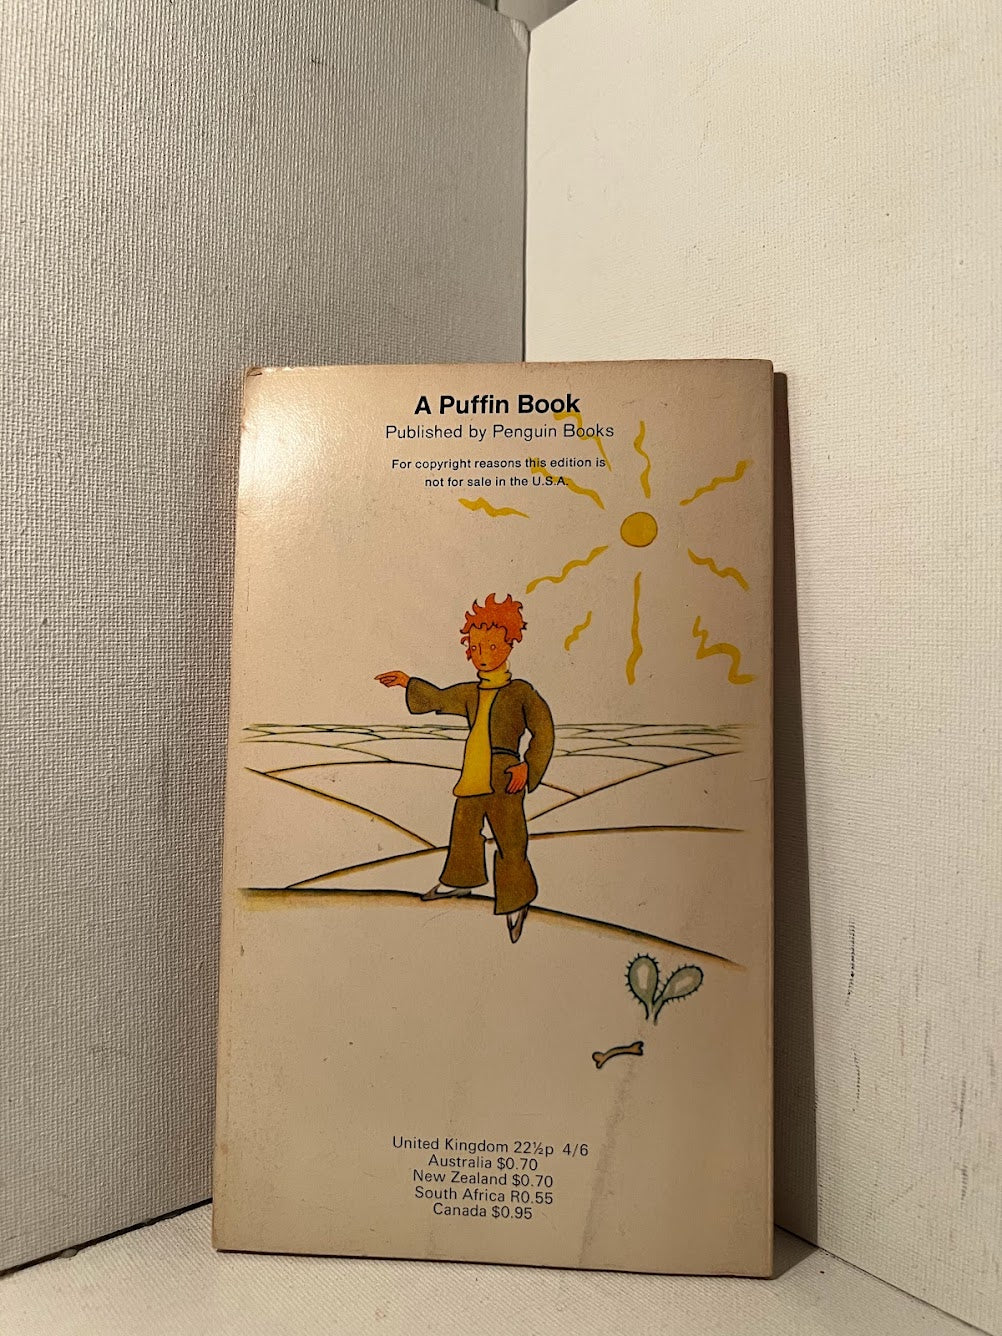 A Puffin Book
Published by Penguin Books
For copyright reasons this edition is
not for sale in the U.S.A.
United Kingdom 22½p 4/6
Australia $0.70
New Zealand $0.70
South Africa R0.55
Canada $0.95